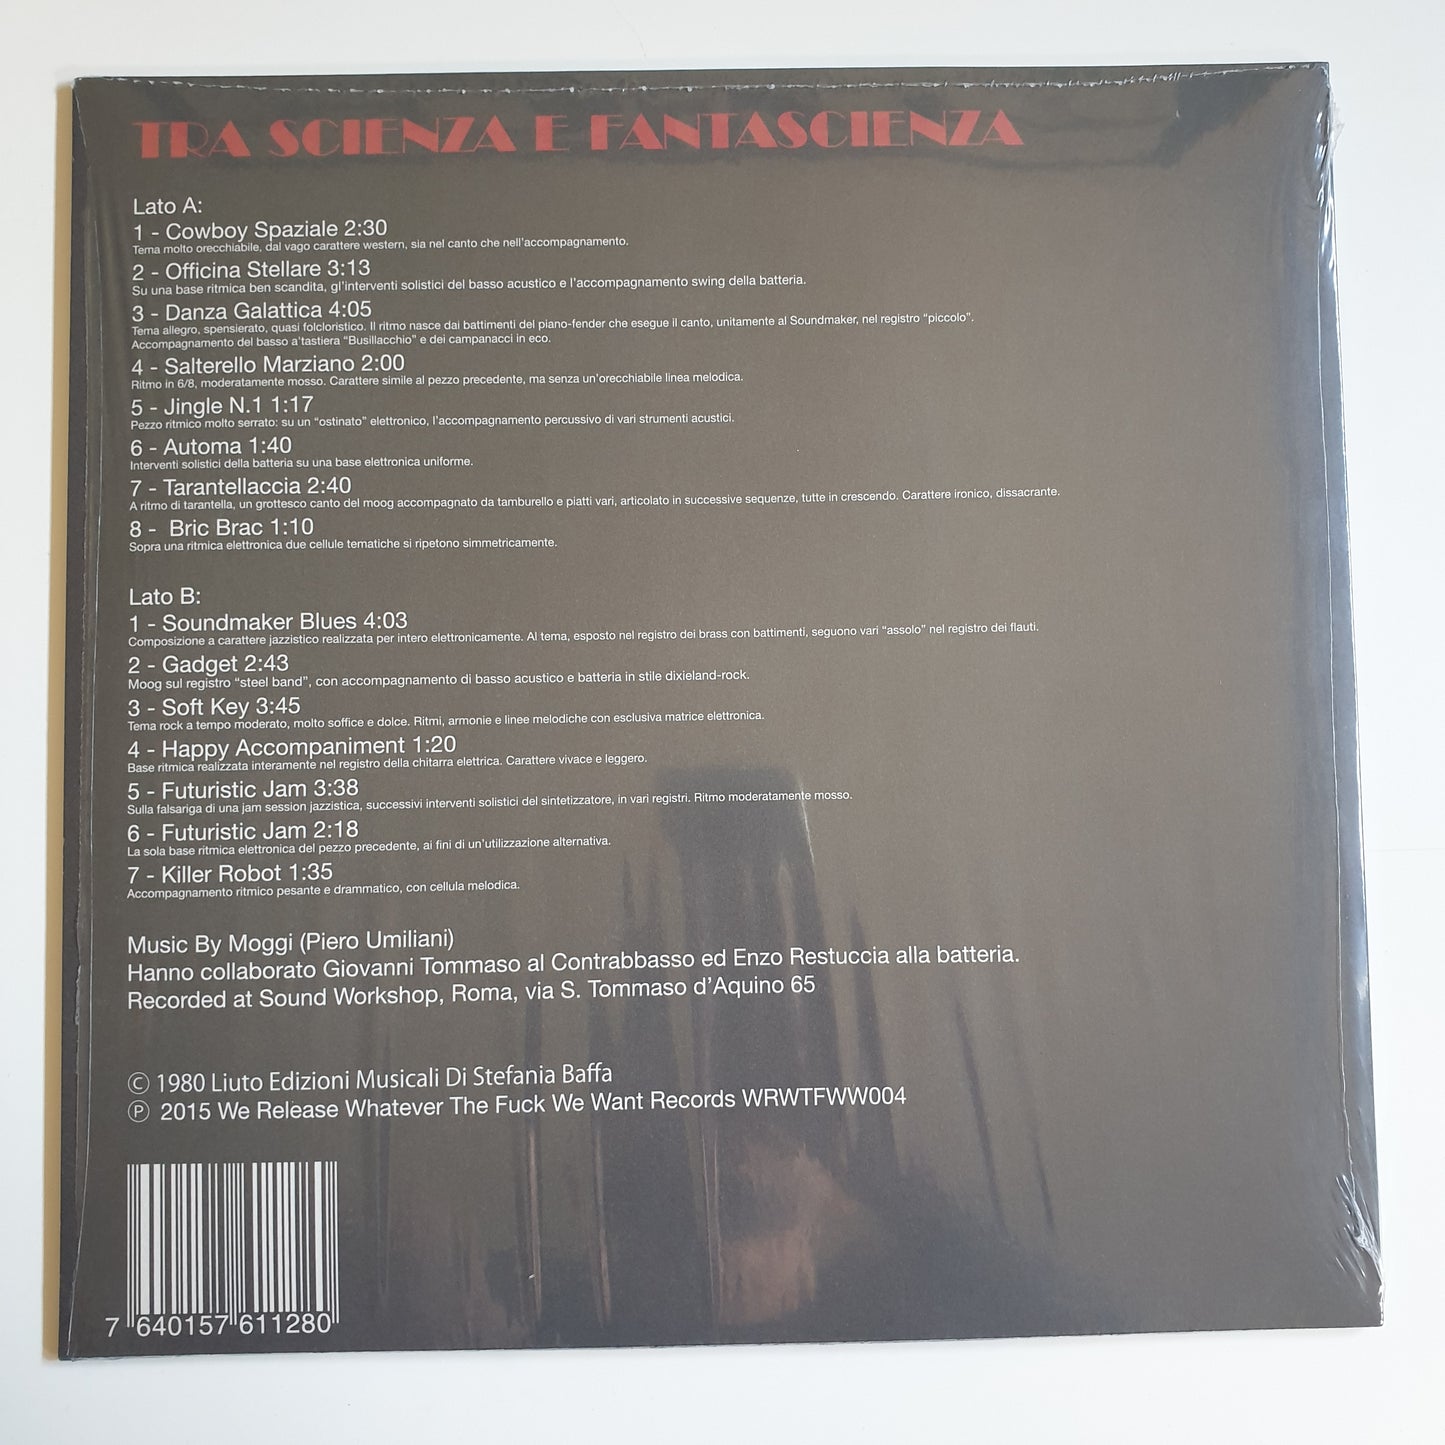 TRA SCIENZA E FANTASCIENZA
Lato A:
1 - Cowboy Spaziale 2:30
Tema molto orecchiabile, dal vago carattere western, sia nel canto che nell'accompagnamento.
2 - Officina Stellare 3:13
Su una base ritmica ben scandita, gl'interventi solistici del basso acustico e l'accompagnamento swing della batteria.
3 - Danza Galattica 4:05
Tema allegro, spensierato, quasi folcloristico. Il ritmo nasce dai battimenti del piano-fender che esegue il canto, unitamente al Soundmaker, nel registro "piccolo".
Accompagnamento del basso a'tastiera "Busillacchio" e dei campanacci in eco.
4 - Salterello Marziano 2:00
Ritmo in 6/8, moderatamente mosso. Carattere simile al pezzo precedente, ma senza un'orecchiabile linea melodica.
5 - Jingle N.1 1:17
Pezzo ritmico molto serrato: su un "ostinato" elettronico, l'accompagnamento percussivo di vari strumenti acustici.
6 - Automa 1:40
Interventi solistici della batteria su una base elettronica uniforme.
7 - Tarantellaccia 2:40
A ritmo di tarantella, un grottesco canto del moog accompagnato da tamburello e piatti vari, articolato in successive sequenze, tutte in crescendo. Carattere ironico, dissacrante.
8 - Bric Brac 1:10
Sopra una ritmica elettronica due cellule tematiche si ripetono simmetricamente.
Lato B:
1 - Soundmaker Blues 4:03
Composizione a carattere jazzistico realizzata per intero elettronicamente. Al tema, esposto nel registro dei brass con battimenti, seguono vari "assolo" nel registro dei flauti.
2 - Gadget 2:43
Moog sul registro "steel band", con accompagnamento di basso acustico e batteria in stile dixieland-rock.
3 - Soft Key 3:45
Tema rock a tempo moderato, molto soffice e dolce. Ritmi, armonie e linee melodiche con esclusiva matrice elettronica.
4 - Happy Accompaniment 1:20
Base ritmica realizzata interamente nel registro della chitarra elettrica. Carattere vivace e leggero.
5 - Futuristic Jam 3:38
Sulla falsariga di una jam session jazzistica, successivi interventi solistici del sintetizzatore, in vari registri. Ritmo moderatamente mosso.
6 - Futuristic Jam 2:18
La sola base ritmica elettronica del pezzo precedente, ai fini di un'utilizzazione alternativa.
7 - Killer Robot 1:35
Accompagnamento ritmico pesante e drammatico, con cellula melodica.
Music By Moggi (Piero Umiliani)
Hanno collaborato Giovanni Tommaso al Contrabbasso ed Enzo Restuccia alla batteria.
Recorded at Sound Workshop, Roma, via S. Tommaso d'Aquino 65
© 1980 Liuto Edizioni Musicali Di Stefania Baffa
℗ 2015 We Release Whatever The Fuck We Want Records WRWTFWW004
7 640157 611280